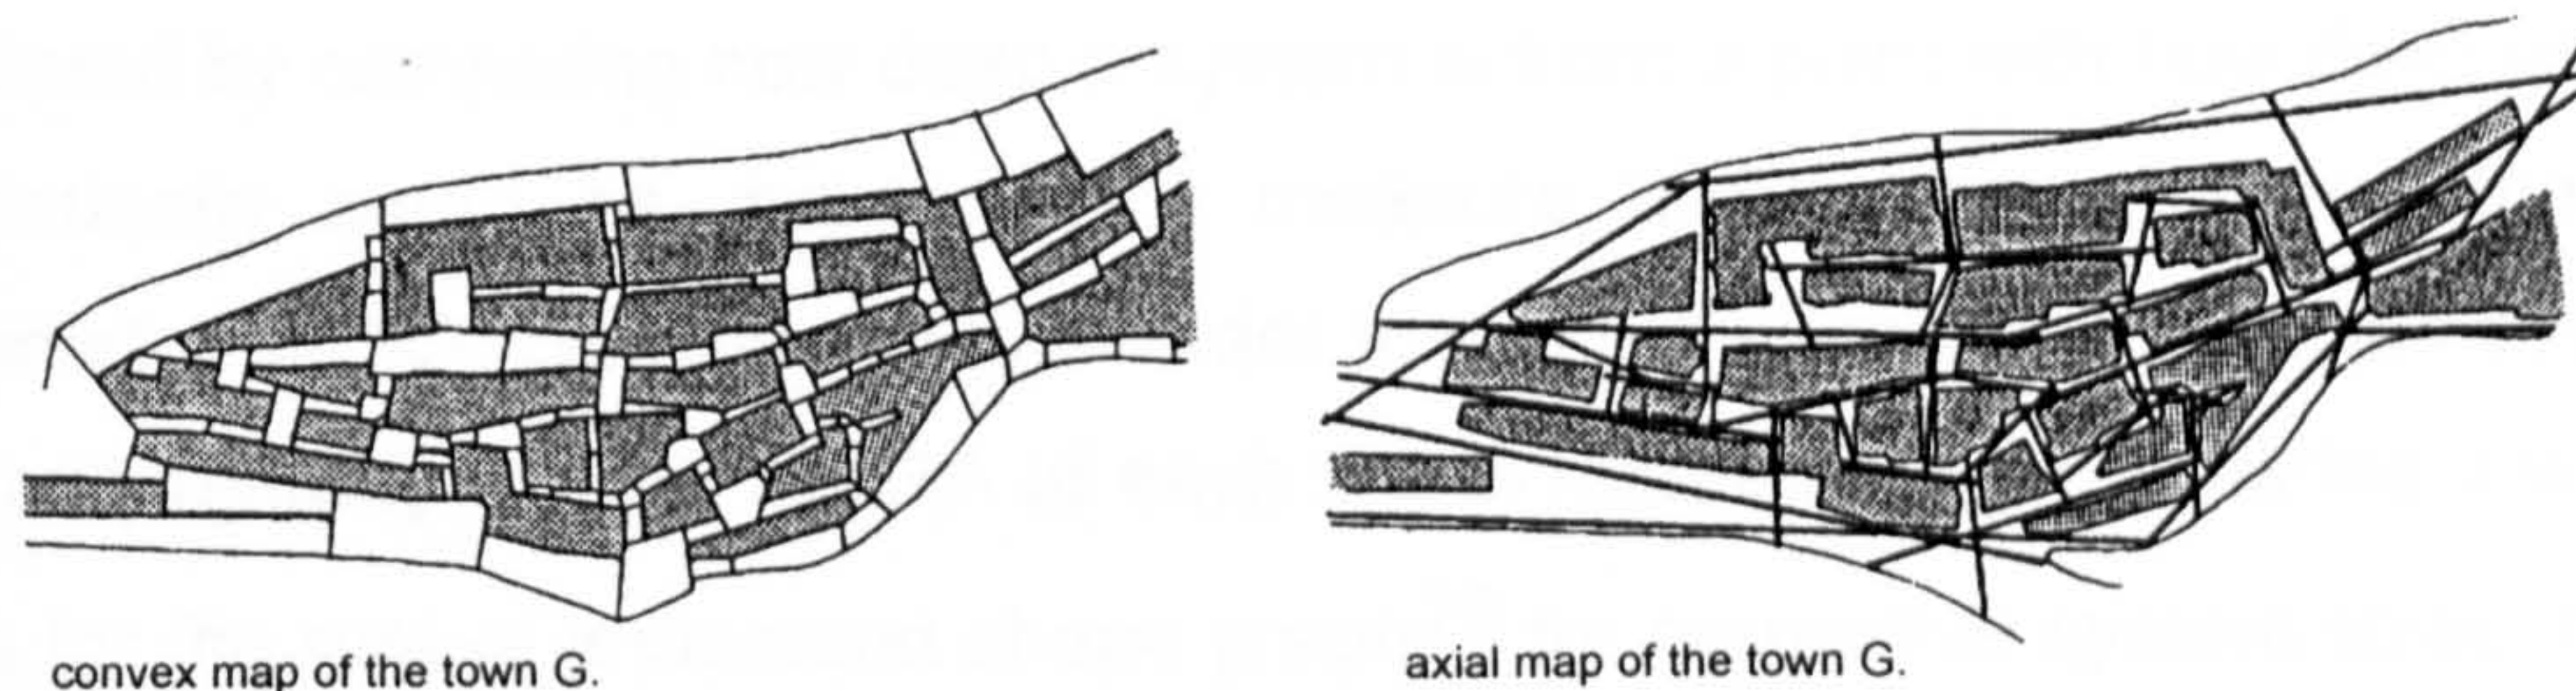 convex map of the town G.
axial map of the town G.